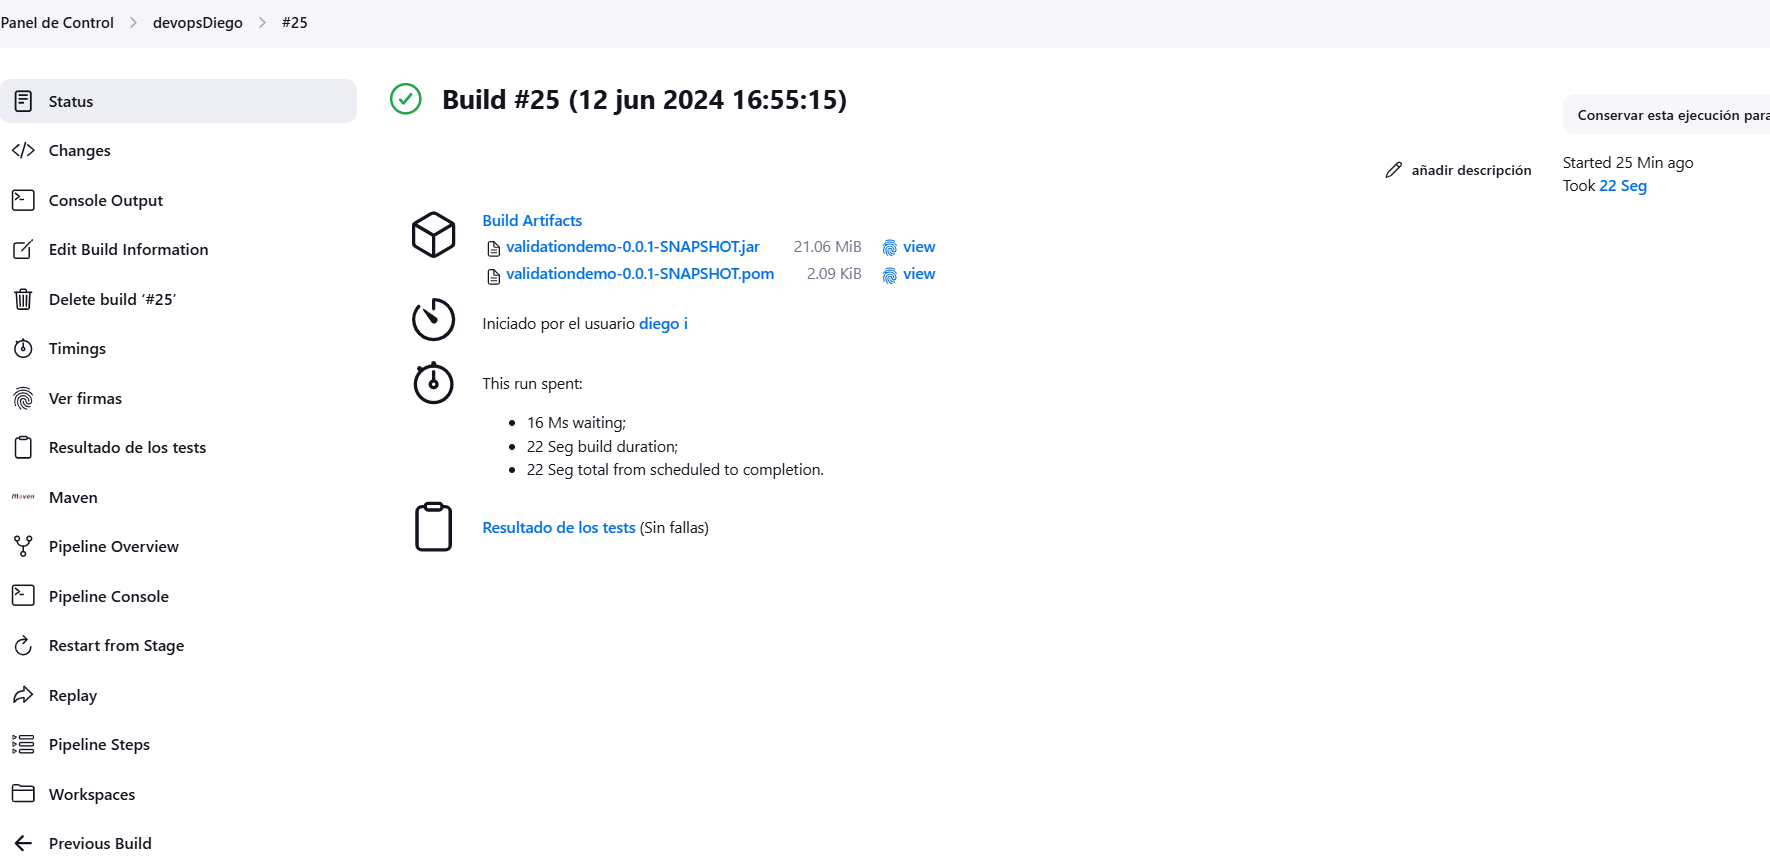 Panel de Control > devopsDiego > #25
Status
Changes
Console Output
Edit Build Information
Delete build ‘#25’
Timings
Ver firmas
Resultado de los tests
Maven
Pipeline Overview
Pipeline Console
Restart from Stage
Replay
Pipeline Steps
Workspaces
Previous Build
Build #25 (12 jun 2024 16:55:15)
Conservar esta ejecución para
añadir descripción
Started 25 Min ago
Took 22 Seg
Build Artifacts
validationdemo-0.0.1-SNAPSHOT.jar 21.06 MiB view
validationdemo-0.0.1-SNAPSHOT.pom 2.09 KiB view
Iniciado por el usuario diego i
This run spent:
• 16 Ms waiting;
• 22 Seg build duration;
• 22 Seg total from scheduled to completion.
Resultado de los tests (Sin fallas)